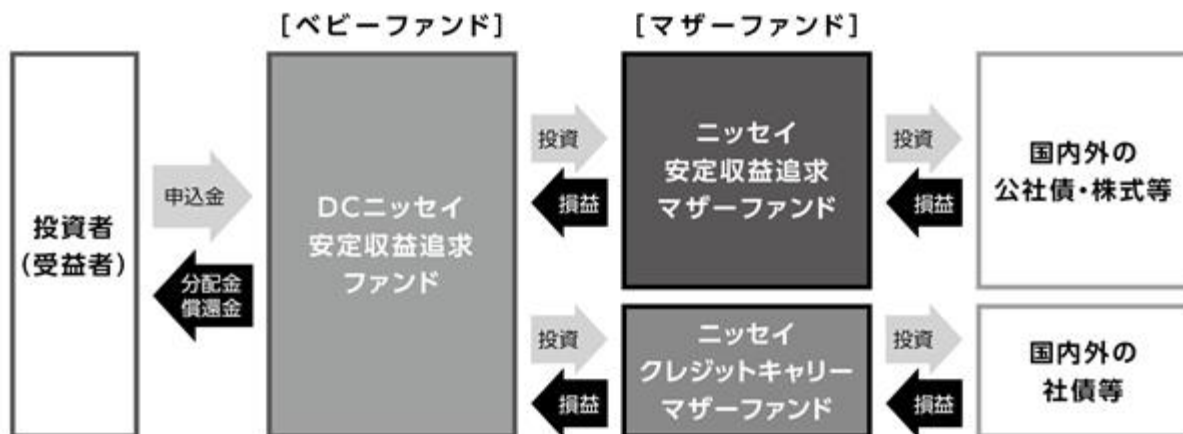 [ベビーファンド]
[マザーファンド]
投資者
(受益者)
申込金
分配金
償還金
DCニッセイ
安定収益追求
ファンド
投資
損益
ニッセイ
安定収益追求
マザーファンド
投資
損益
国内外の
公社債・株式等
投資
損益
ニッセイ
クレジットキャリー
マザーファンド
投資
損益
国内外の
社債等